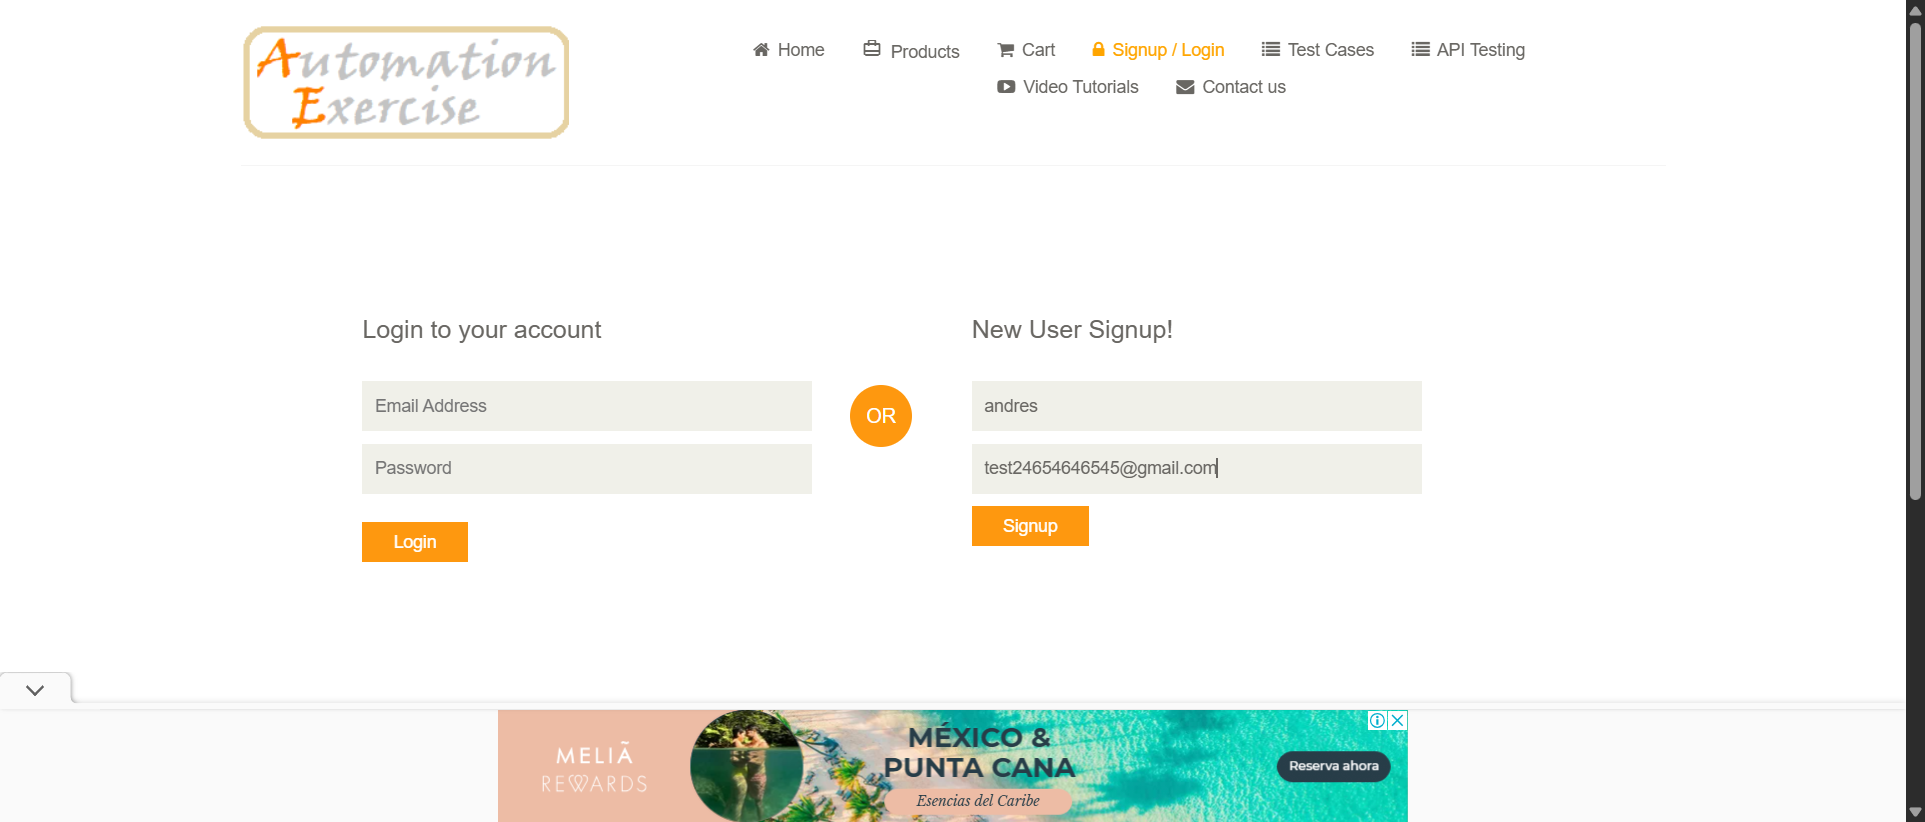 Automation
Exercise
Home
Products
Cart
Signup / Login
Test Cases
API Testing
Video Tutorials
Contact us
Login to your account
Email Address
Password
Login
OR
New User Signup!
andres
test24654646545@gmail.com
Signup
MELIÃ
REWARDS
MÉXICO &
PUNTA CANA
Esencias del Caribe
Reserva ahora